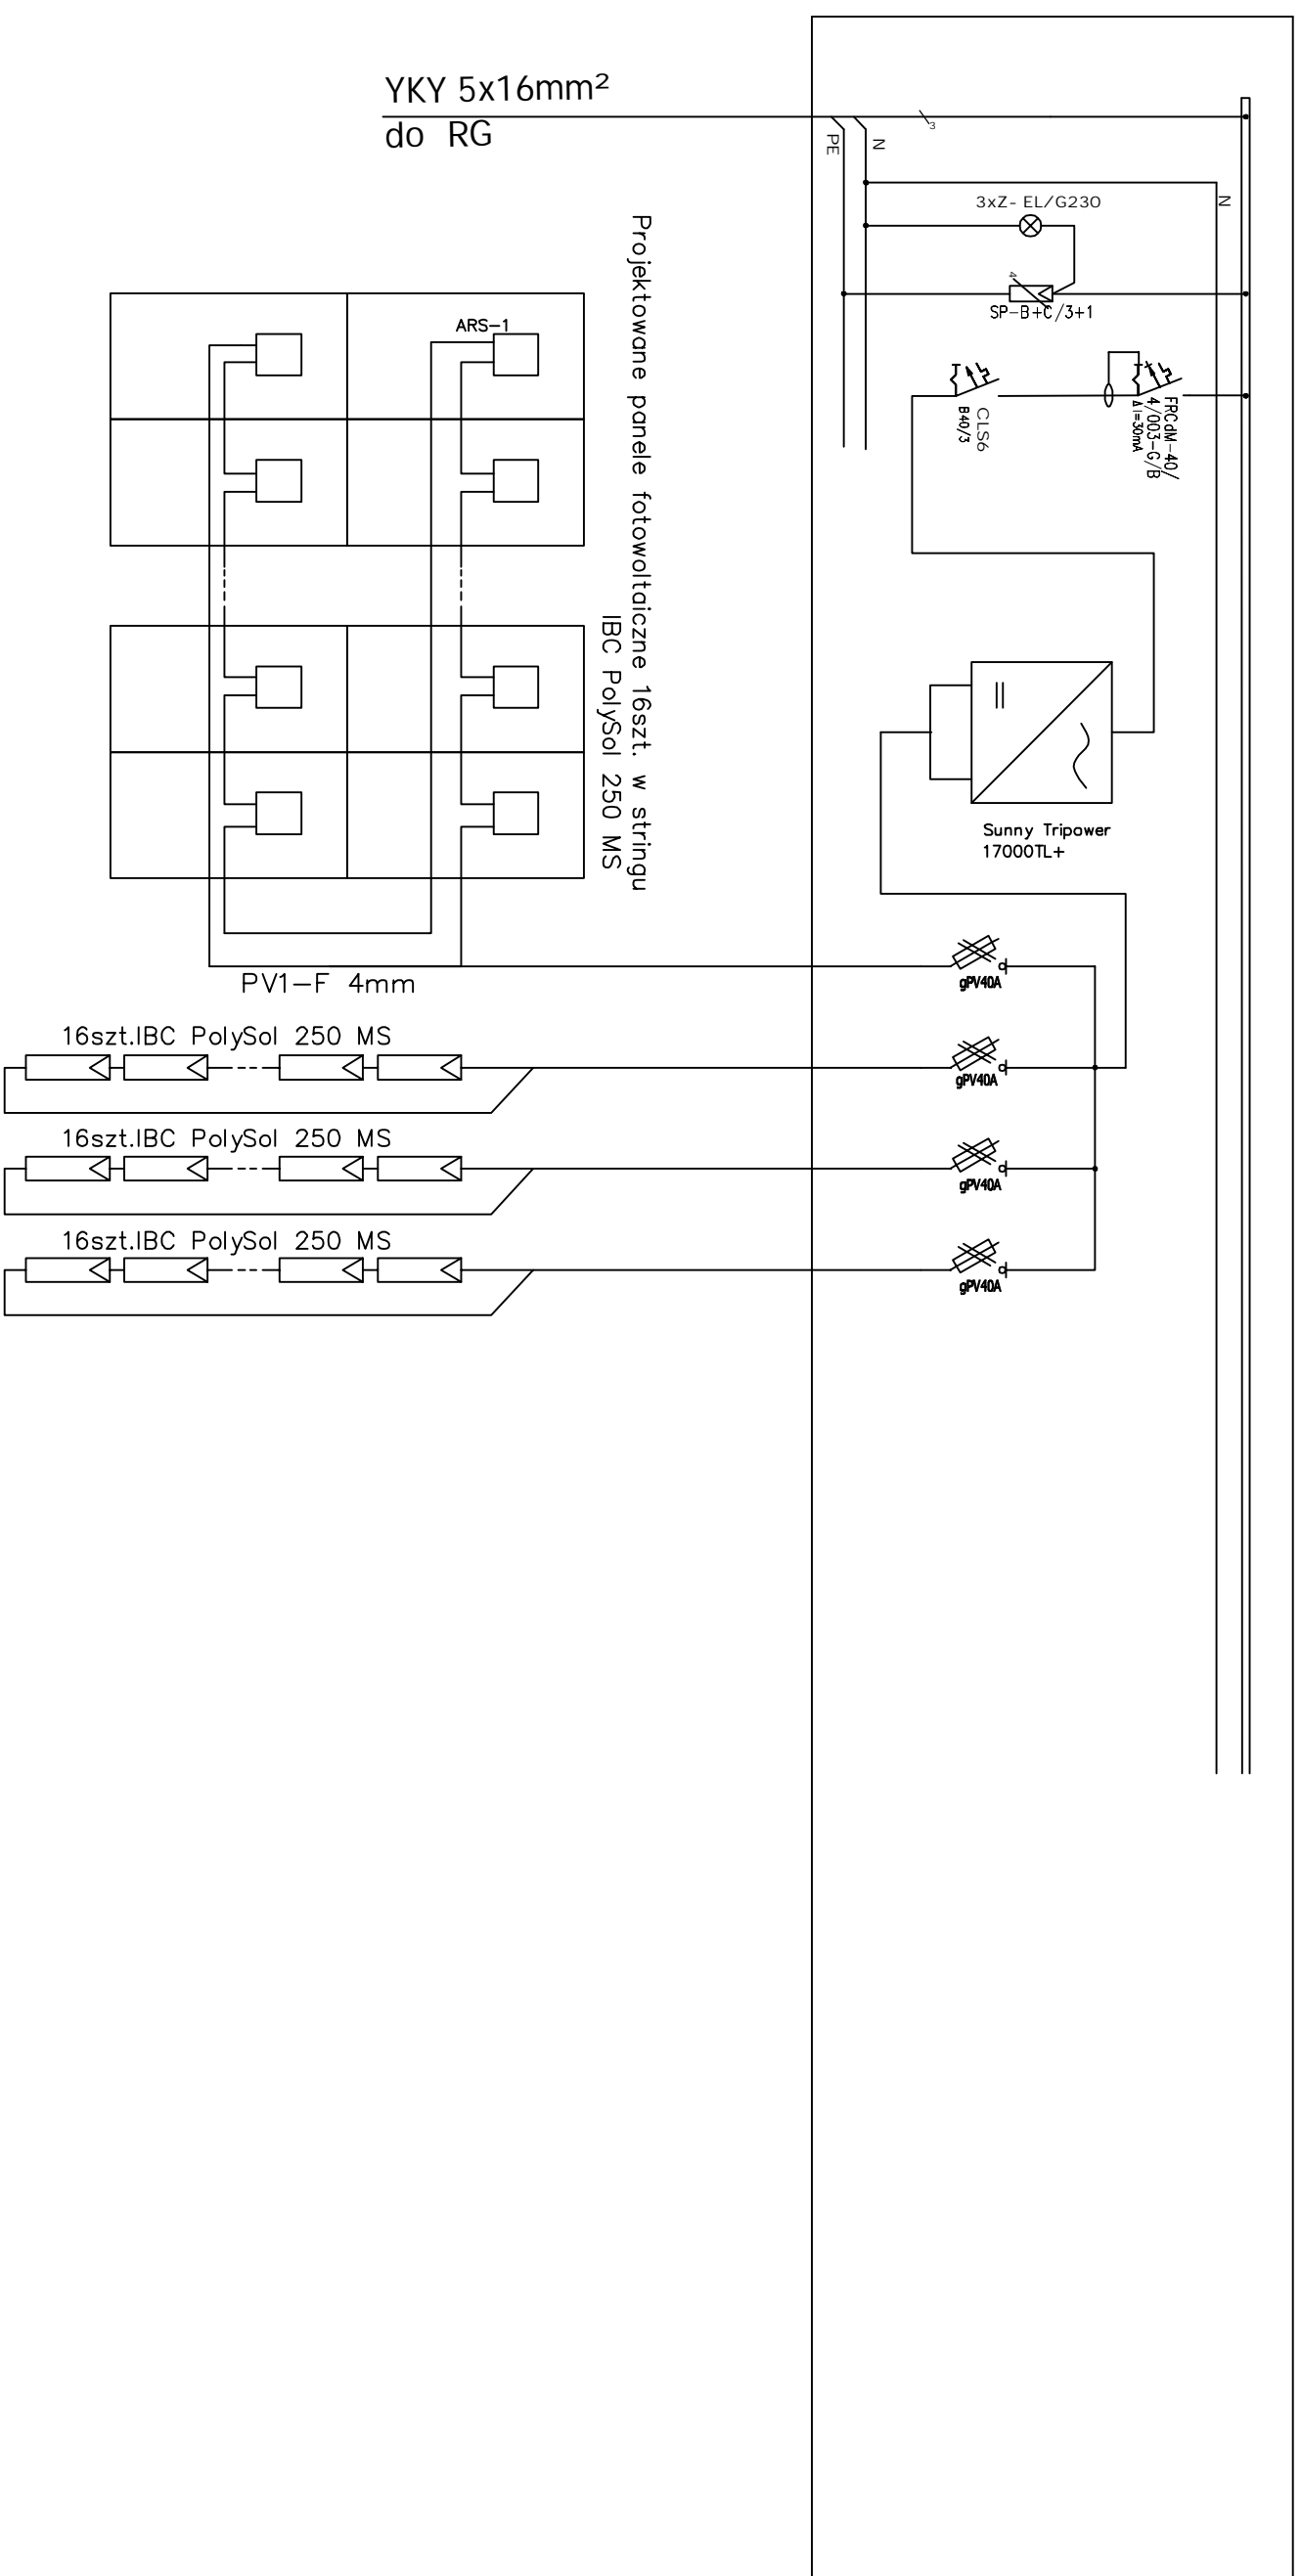 YKY 5x16mm²
do RG
3
PE
N
N
3xZ- EL/G230
4
SP-B+C/3+1
Projektowane panele fotowoltaiczne 16szt. w stringu
IBC PolySol 250 MS
ARS-1
FRCdM-40/
4/003-G/B
Δ I=30mA
CLS6
B40/3
Sunny Tripower
17000TL+
gPV40A
PV1-F 4mm
16szt.IBC PolySol 250 MS
gPV40A
16szt.IBC PolySol 250 MS
gPV40A
16szt.IBC PolySol 250 MS
gPV40A